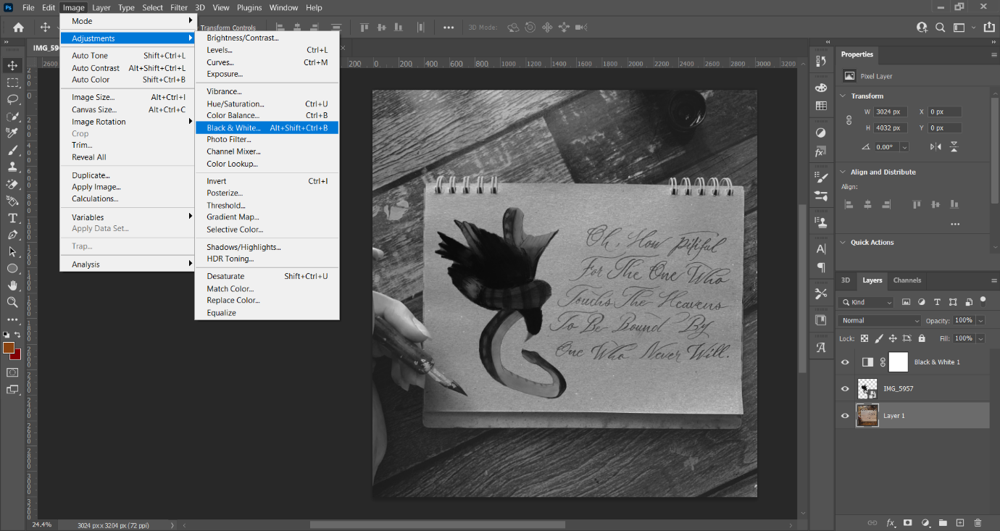 Ps File Edit Image Layer Type Select Filter 3D View Plugins Window Help
Transform Controls
3D Mode:
Mode
Adjustments
Auto Tone Shift+Ctrl+L
Auto Contrast Alt+Shift+Ctrl+L
Auto Color Shift+Ctrl+B
Image Size... Alt+Ctrl+I
Canvas Size... Alt+Ctrl+C
Image Rotation
Crop
Trim...
Reveal All
Duplicate...
Apply Image...
Calculations...
Variables
Apply Data Set...
Trap...
Analysis
Brightness/Contrast...
Levels... Ctrl+L
Curves... Ctrl+M
Exposure...
Vibrance...
Hue/Saturation... Ctrl+U
Color Balance... Ctrl+B
Black & White... Alt+Shift+Ctrl+B
Photo Filter...
Channel Mixer...
Color Lookup...
Invert Ctrl+I
Posterize...
Threshold...
Gradient Map...
Selective Color...
Shadows/Highlights...
HDR Toning...
Desaturate Shift+Ctrl+U
Match Color...
Replace Color...
Equalize
2600
200 0 200 400 600 800 1000 1200 1400 1600 1800 2000 2200 2400 2600 2800 3000 3200
Oh, How Pitiful
For The One Who
Touchs The Heavens
To Be Bound By
One Who Never Will.
24.4% 3024 px x 3204 px (72 ppi)
Properties
Pixel Layer
Transform
W 3024 px X 0 px
H 4032 px Y 0 px
0.00°
Align and Distribute
Align:
Quick Actions
3D Layers Channels
Kind
Normal Opacity: 100%
Lock: Fill: 100%
Black & White 1
IMG_5957
Layer 1